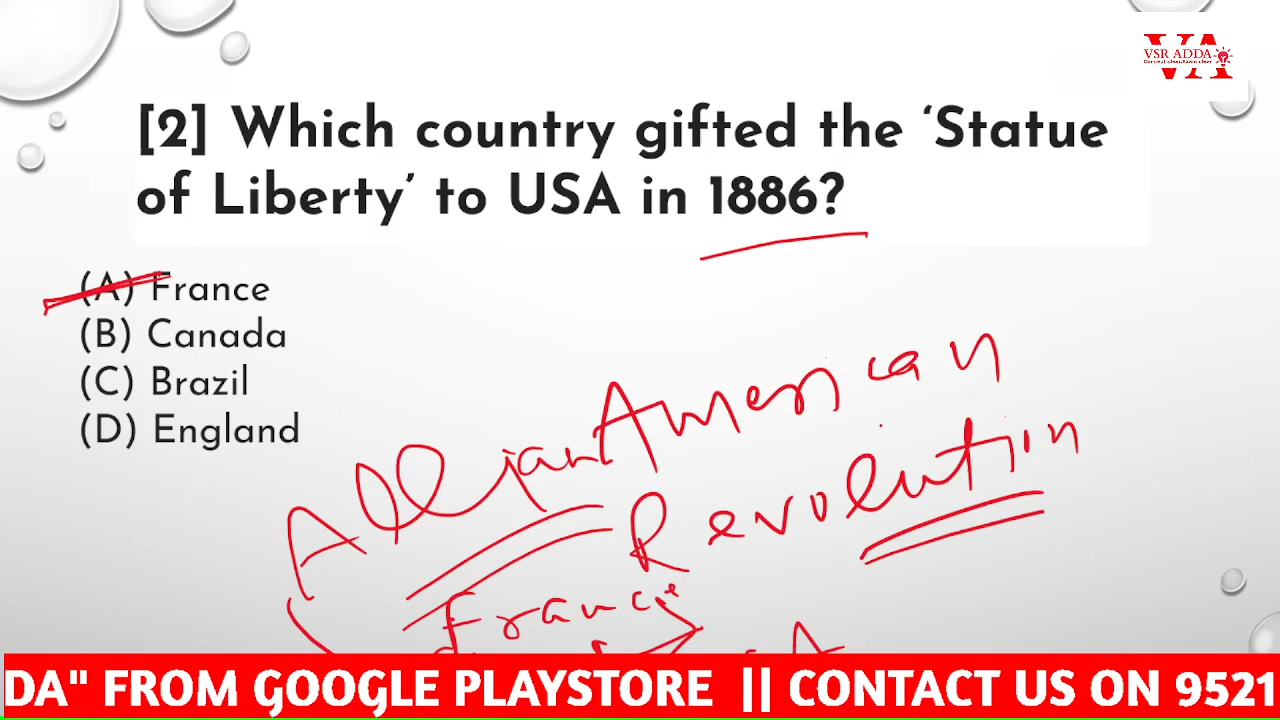 VSR ADDA
[2] Which country gifted the ‘Statue
of Liberty’ to USA in 1886?
(A) France
(B) Canada
(C) Brazil
(D) England
American
Revolution
France
DA" FROM GOOGLE PLAYSTORE || CONTACT US ON 9521